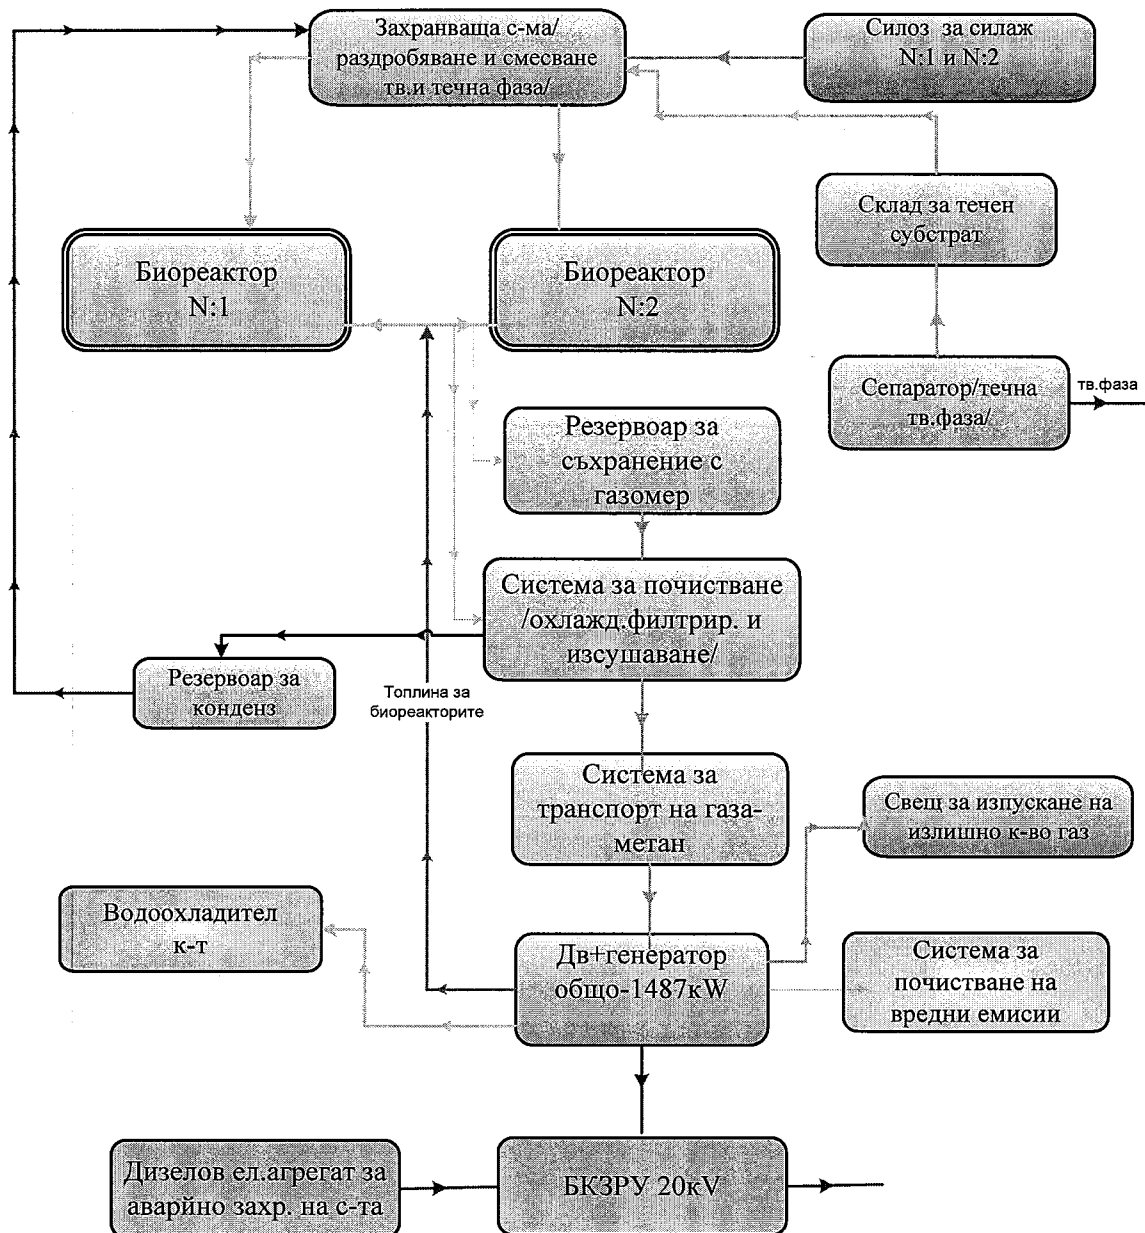 Захранваща с-ма/
раздробяване и смесване
тв.и течна фаза/
Силоз за силаж
N:1 и N:2
Склад за течен
субстрат
Биореактор
N:1
Биореактор
N:2
Сепаратор/течна
тв.фаза/
тв.фаза
Резервоар за
съхранение с
газомер
Система за почистване
/охлажд.филтрир. и
изсушаване/
Резервоар за
конденз
Топлина за
биореакторите
Система за
транспорт на газа-
метан
Свещ за изпускане на
излишно к-во газ
Водоохладител
к-т
Дв+генератор
общо-1487кW
Система за
почистване на
вредни емисии
Дизелов ел.агрегат за
аварйно захр. на с-та
БКЗРУ 20кV